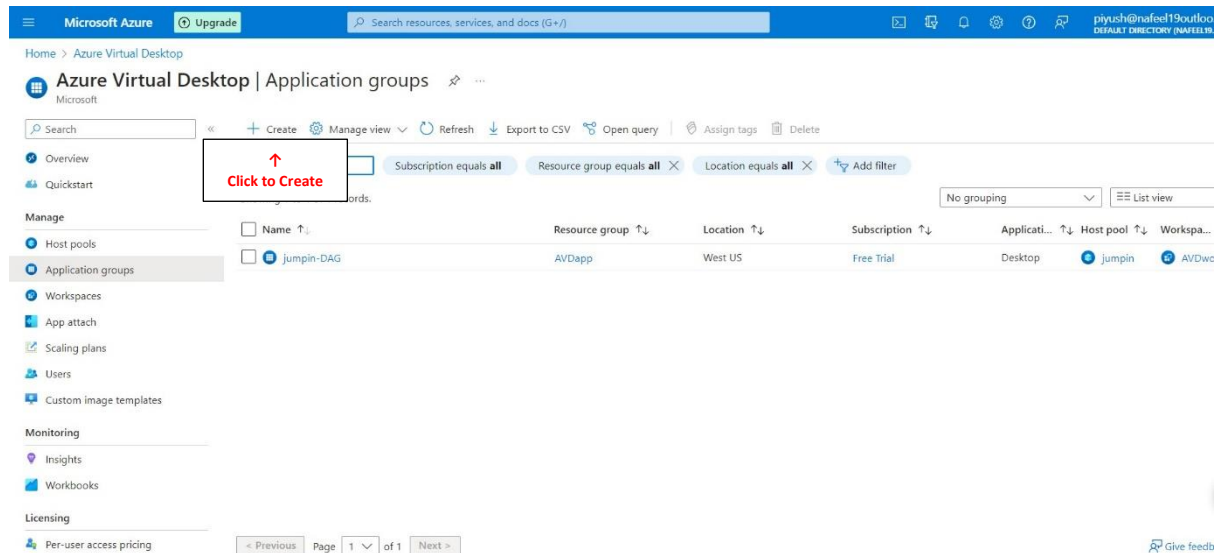 Microsoft Azure
Upgrade
Search resources, services, and docs (G+/)
piyush@nafeel19outloo
DEFAULT DIRECTORY (NAFEEL19.
Home > Azure Virtual Desktop
Azure Virtual Desktop | Application groups
Microsoft
Search
Create
Manage view
Refresh
Export to CSV
Open query
Assign tags
Delete
↑
Click to Create
Subscription equals all
Resource group equals all
Location equals all
Add filter
ords.
No grouping
List view
Name ↑↓
Resource group ↑↓
Location ↑↓
Subscription ↑↓
Applicati... ↑↓
Host pool ↑↓
Workspa...
jumpin-DAG
AVDapp
West US
Free Trial
Desktop
jumpin
AVDwo
Overview
Quickstart
Manage
Host pools
Application groups
Workspaces
App attach
Scaling plans
Users
Custom image templates
Monitoring
Insights
Workbooks
Licensing
Per-user access pricing
< Previous
Page 1 of 1
Next >
Give feedb